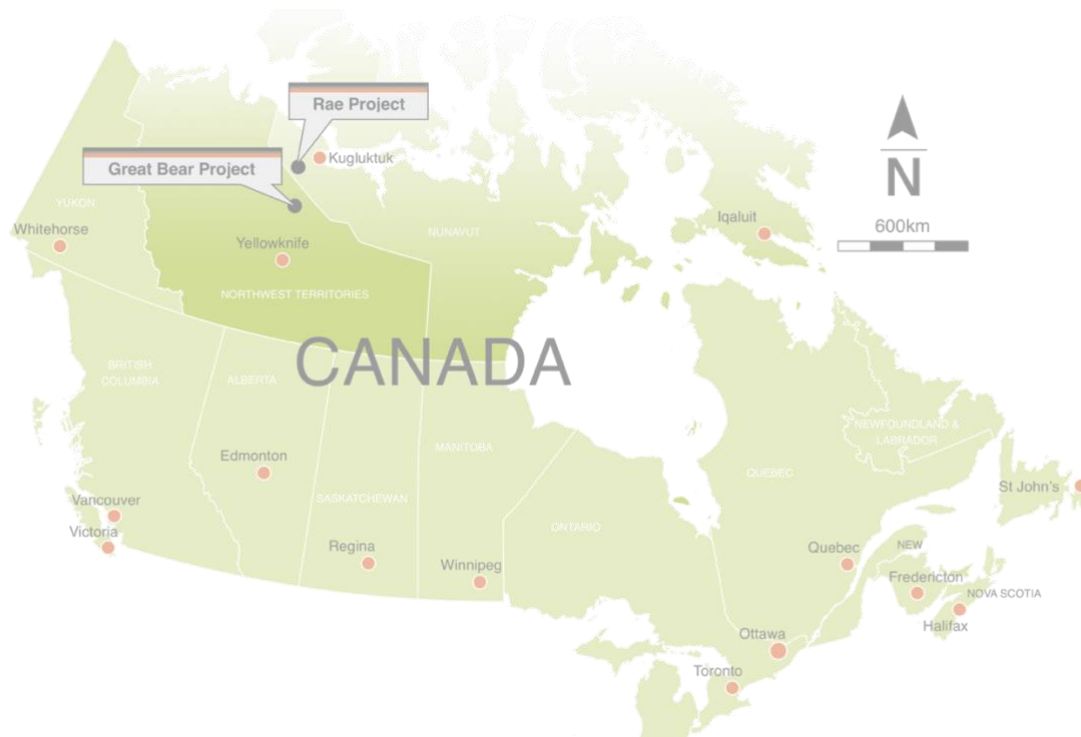 Rae Project
Kugluktuk
Great Bear Project
YUKON
Whitehorse
Iqaluit
N
600km
NUNAVUT
Yellowknife
NORTHWEST TERRITORIES
CANADA
BRITISH
COLUMBIA
ALBERTA
NEWFOUNDLAND &
LABRADOR
MANITOBA
Edmonton
QUEBEC
St John's
Vancouver
SASKATCHEWAN
ONTARIO
Victoria
Regina
Winnipeg
Quebec
NEW
Fredericton
NOVA SCOTIA
Halifax
Ottawa
Toronto